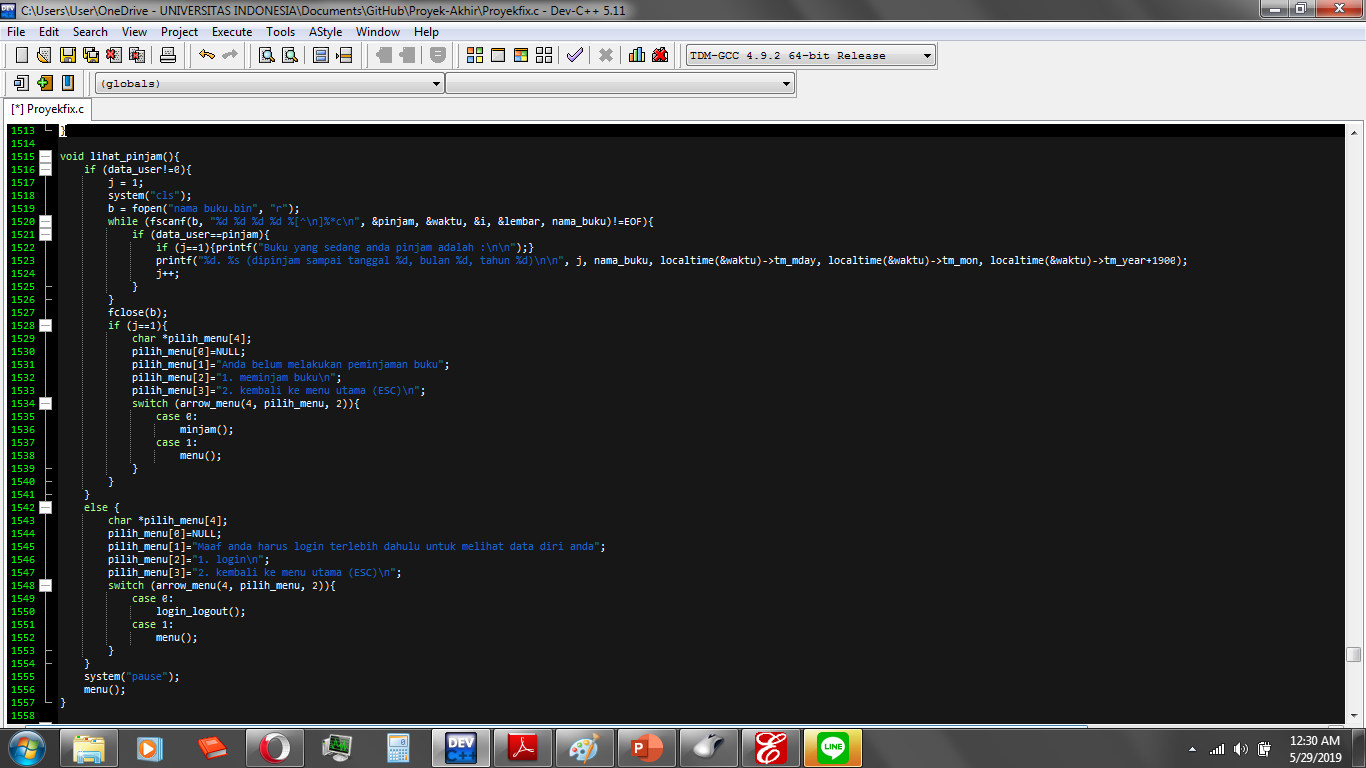 C:\Users\User\OneDrive - UNIVERSITAS INDONESIA\Documents\GitHub\Proyek-Akhir\Proyekfix.c - Dev-C++ 5.11
File Edit Search View Project Execute Tools AStyle Window Help
TDM-GCC 4.9.2 64-bit Release
(globals)
[*] Proyekfix.c
1513 }
1514
1515 void lihat_pinjam(){
1516 if (data_user!=0){
1517 j = 1;
1518 system("cls");
1519 b = fopen("nama buku.bin", "r");
1520 while (fscanf(b, "%d %d %d %d %[^\n]%*c\n", &pinjam, &waktu, &i, &lembar, nama_buku)!=EOF){
1521 if (data_user==pinjam){
1522 if (j==1){printf("Buku yang sedang anda pinjam adalah :\n\n");}
1523 printf("%d. %s (dipinjam sampai tanggal %d, bulan %d, tahun %d)\n\n", j, nama_buku, localtime(&waktu)->tm_mday, localtime(&waktu)->tm_mon, localtime(&waktu)->tm_year+1900);
1524 j++;
1525 }
1526 }
1527 fclose(b);
1528 if (j==1){
1529 char *pilih_menu[4];
1530 pilih_menu[0]=NULL;
1531 pilih_menu[1]="Anda belum melakukan peminjaman buku";
1532 pilih_menu[2]="1. meminjam buku\n";
1533 pilih_menu[3]="2. kembali ke menu utama (ESC)\n";
1534 switch (arrow_menu(4, pilih_menu, 2)){
1535 case 0:
1536 minjam();
1537 case 1:
1538 menu();
1539 }
1540 }
1541 }
1542 else {
1543 char *pilih_menu[4];
1544 pilih_menu[0]=NULL;
1545 pilih_menu[1]="Maaf anda harus login terlebih dahulu untuk melihat data diri anda";
1546 pilih_menu[2]="1. login\n";
1547 pilih_menu[3]="2. kembali ke menu utama (ESC)\n";
1548 switch (arrow_menu(4, pilih_menu, 2)){
1549 case 0:
1550 login_logout();
1551 case 1:
1552 menu();
1553 }
1554 }
1555 system("pause");
1556 menu();
1557 }
1558
DEV C++
LINE
12:30 AM
5/29/2019